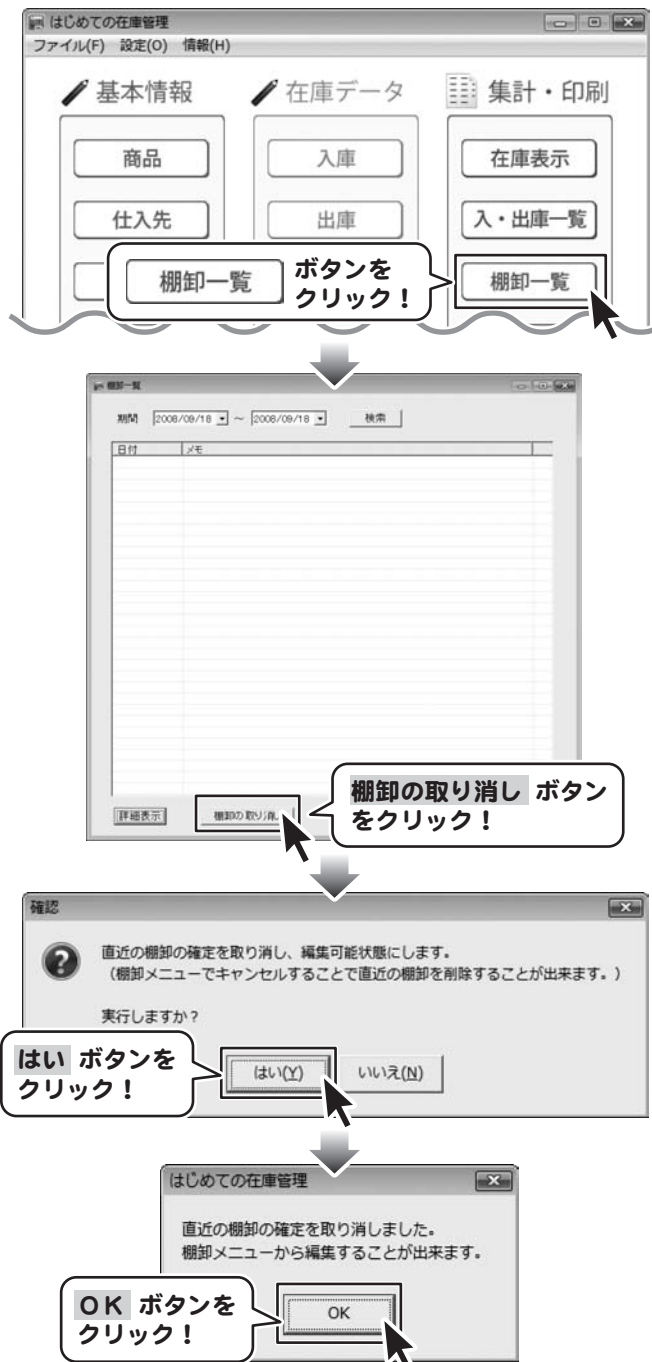 はじめての在庫管理
ファイル(F) 設定(O) 情報(H)
基本情報
在庫データ
集計・印刷
商品
入庫
在庫表示
仕入先
出庫
入・出庫一覧
棚卸一覧
棚卸一覧 ボタンを
クリック！
棚卸一覧
期間 2008/09/18 ～ 2008/09/18 検索
日付 メモ
棚卸の取り消し ボタン
をクリック！
詳細表示 棚卸の取り消し
確認
直近の棚卸の確定を取り消し、編集可能状態にします。
（棚卸メニューでキャンセルすることで直近の棚卸を削除することが出来ます。）
実行しますか？
はい ボタンを
クリック！
はい(Y) いいえ(N)
はじめての在庫管理
直近の棚卸の確定を取り消しました。
棚卸メニューから編集することが出来ます。
ＯＫ ボタンを
クリック！
OK